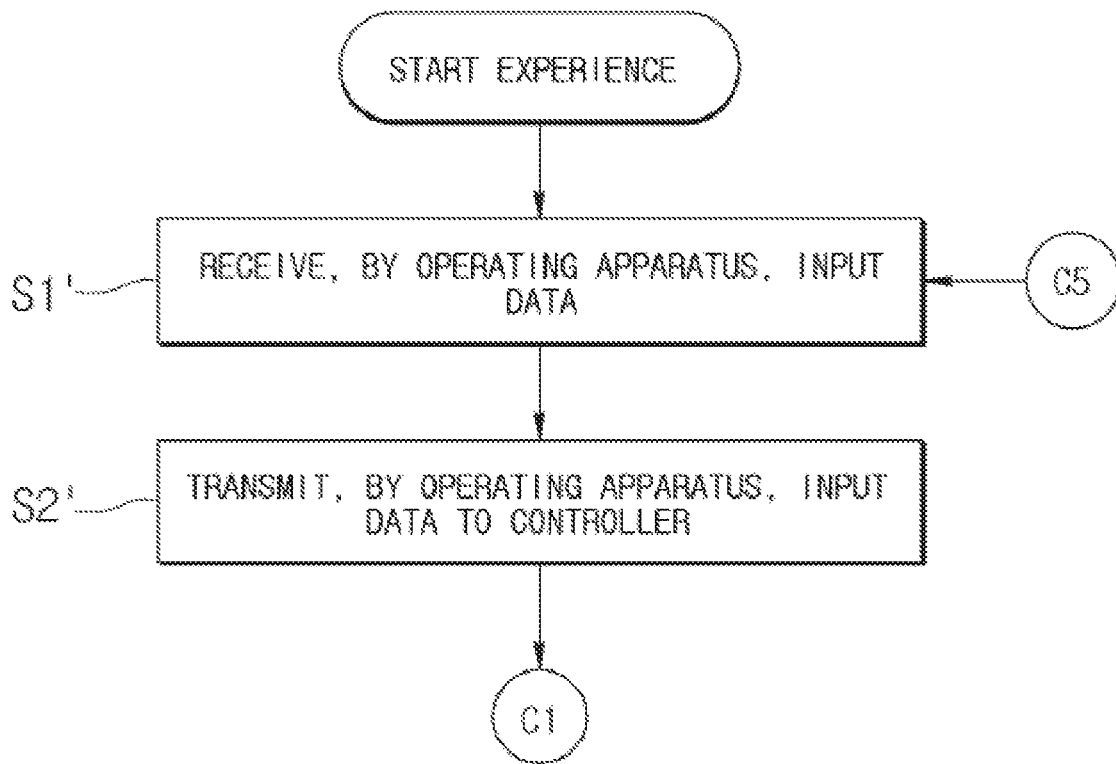 START EXPERIENCE
S1'
RECEIVE, BY OPERATING APPARATUS, INPUT
DATA
C5
S2'
TRANSMIT, BY OPERATING APPARATUS, INPUT
DATA TO CONTROLLER
C1